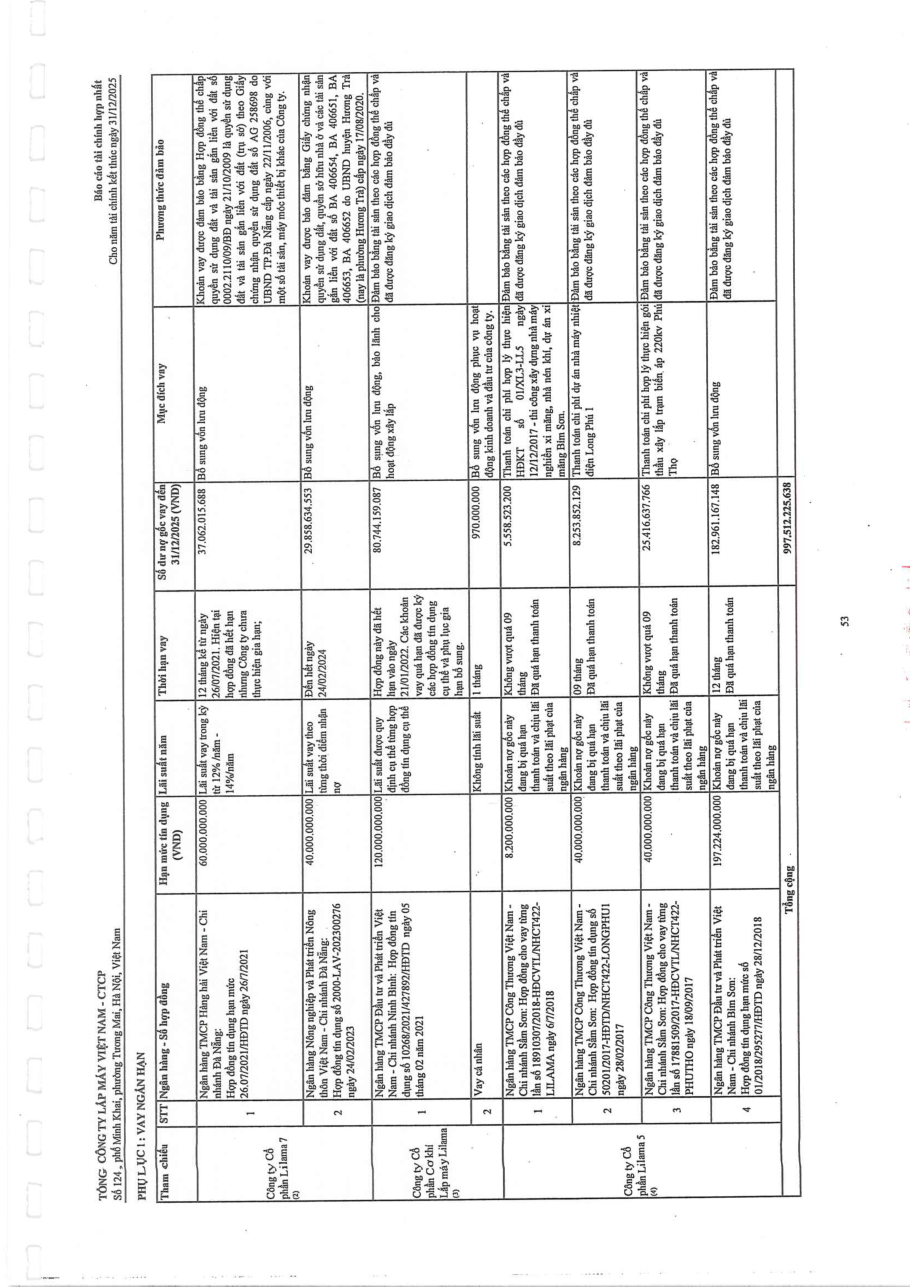 TỔNG CÔNG TY LẮP MÁY VIỆT NAM - CTCP
Số 124, phố Minh Khai, phường Tương Mai, Hà Nội, Việt Nam
Báo cáo tài chính hợp nhất
Cho năm tài chính kết thúc ngày 31/12/2025
PHỤ LỤC 1 : VAY NGẮN HẠN
Tham chiếu
STT
Ngân hàng - Số hợp đồng
Hạn mức tín dụng
(VND)
Lãi suất năm
Thời hạn vay
Số dư nợ gốc vay đến
31/12/2025 (VND)
Mục đích vay
Phương thức đảm bảo
Công ty Cổ
phần Lilama 7
(2)
1
Ngân hàng TMCP Hàng hải Việt Nam - Chi
nhánh Đà Nẵng:
Hợp đồng tín dụng hạn mức
26.07/2021/HĐTD ngày 26/7/2021
60.000.000.000
Lãi suất vay trong kỳ
từ 12% /năm -
14%/năm
12 tháng kể từ ngày
26/07/2021. Hiện tại
hợp đồng đã hết hạn
nhưng Công ty chưa
thực hiện gia hạn;
37.062.015.688
Bổ sung vốn lưu động
Khoản vay được đảm bảo bằng Hợp đồng thế chấp
quyền sử dụng đất và tài sản gắn liền với đất số
0002.2110/09/BĐ ngày 21/10/2009 là quyền sử dụng
đất và tài sản gắn liền với đất (trụ sở) theo Giấy
chứng nhận quyền sử dụng đất số AG 258698 do
UBND TP.Đà Nẵng cấp ngày 22/11/2006, cùng với
một số tài sản, máy móc thiết bị khác của Công ty.
2
Ngân hàng Nông nghiệp và Phát triển Nông
thôn Việt Nam - Chi nhánh Đà Nẵng:
Hợp đồng tín dụng số 2000-LAV-202300276
ngày 24/02/2023
40.000.000.000
Lãi suất vay theo
từng thời điểm nhận
nợ
Đến hết ngày
24/02/2024
29.858.634.553
Bổ sung vốn lưu động
Khoản vay được bảo đảm bằng Giấy chứng nhận
quyền sử dụng đất, quyền sở hữu nhà ở và các tài sản
gắn liền với đất số BA 406654, BA 406651, BA
406653, BA 406652 do UBND huyện Hương Trà
(nay là phường Hương Trà) cấp ngày 17/08/2020.
Công ty Cổ
phần Cơ khí
Lắp máy Lilama
(3)
1
Ngân hàng TMCP Đầu tư và Phát triển Việt
Nam - Chi nhánh Ninh Bình: Hợp đồng tín
dụng số 110268/2021/427892/HĐTD ngày 05
tháng 02 năm 2021
120.000.000.000
Lãi suất được quy
định cụ thể từng hợp
đồng tín dụng cụ thể
Hợp đồng này đã hết
hạn vào ngày
21/01/2022. Các khoản
vay quá hạn đã được ký
các hợp đồng tín dụng
cụ thể và phụ lục gia
hạn bổ sung.
80.744.159.087
Bổ sung vốn lưu động, bảo lãnh cho
hoạt động xây lắp
Đảm bảo bằng tài sản theo các hợp đồng thế chấp và
đã được đăng ký giao dịch đảm bảo đầy đủ
2
Vay cá nhân
Không tính lãi suất
1 tháng
970.000.000
Bổ sung vốn lưu động phục vụ hoạt
động kinh doanh và đầu tư của công ty.
Công ty Cổ
phần Lilama 5
(4)
1
Ngân hàng TMCP Công Thương Việt Nam -
Chi nhánh Sầm Sơn: Hợp đồng cho vay từng
lần số 18910307/2018-HĐCVTL/NHCT422-
LILAMA ngày 6/7/2018
8.200.000.000
Khoản nợ gốc này
đang bị quá hạn
thanh toán và chịu lãi
suất theo lãi phạt của
ngân hàng
Không vượt quá 09
tháng
Đã quá hạn thanh toán
5.558.523.200
Thanh toán chi phí hợp lý thực hiện
HĐKT số 01/XL3-LL5 ngày
12/12/2017 - thi công xây dựng nhà máy
nghiền xi măng, nhà nén khí, dự án xi
măng Bỉm Sơn.
Đảm bảo bằng tài sản theo các hợp đồng thế chấp và
đã được đăng ký giao dịch đảm bảo đầy đủ
2
Ngân hàng TMCP Công Thương Việt Nam -
Chi nhánh Sầm Sơn: Hợp đồng tín dụng số
50201/2017-HĐTD/NHCT422-LONGPHU1
ngày 28/02/2017
40.000.000.000
Khoản nợ gốc này
đang bị quá hạn
thanh toán và chịu lãi
suất theo lãi phạt của
ngân hàng
09 tháng
Đã quá hạn thanh toán
8.253.852.129
Thanh toán chi phí dự án nhà máy nhiệt
điện Long Phú 1
Đảm bảo bằng tài sản theo các hợp đồng thế chấp và
đã được đăng ký giao dịch đảm bảo đầy đủ
3
Ngân hàng TMCP Công Thương Việt Nam -
Chi nhánh Sầm Sơn: Hợp đồng cho vay từng
lần số 17881509/2017-HĐCVTL/NHCT422-
PHUTHO ngày 18/09/2017
40.000.000.000
Khoản nợ gốc này
đang bị quá hạn
thanh toán và chịu lãi
suất theo lãi phạt của
ngân hàng
Không vượt quá 09
tháng
Đã quá hạn thanh toán
25.416.637.766
Thanh toán chi phí hợp lý thực hiện gói
thầu xây lắp trạm biến áp 220kv Phú
Thọ
Đảm bảo bằng tài sản theo các hợp đồng thế chấp và
đã được đăng ký giao dịch đảm bảo đầy đủ
4
Ngân hàng TMCP Đầu tư và Phát triển Việt
Nam - Chi nhánh Bỉm Sơn:
Hợp đồng tín dụng hạn mức số
01/2018/295277/HĐTD ngày 28/12/2018
197.224.000.000
Khoản nợ gốc này
đang bị quá hạn
thanh toán và chịu lãi
suất theo lãi phạt của
ngân hàng
12 tháng
Đã quá hạn thanh toán
182.961.167.148
Bổ sung vốn lưu động
Đảm bảo bằng tài sản theo các hợp đồng thế chấp và
đã được đăng ký giao dịch đảm bảo đầy đủ
Tổng cộng
997.512.225.638
53